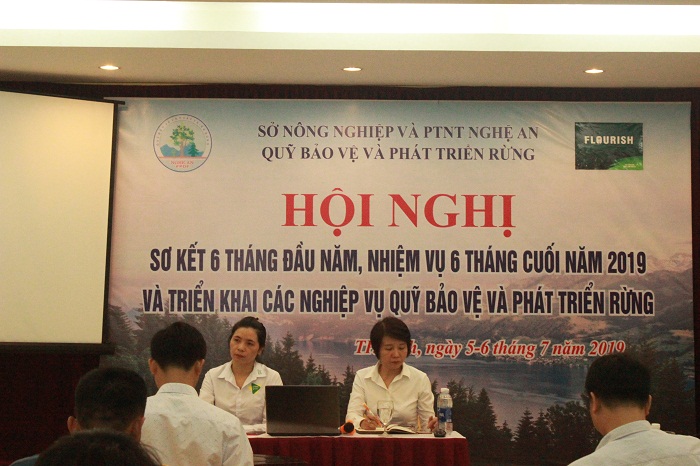 SỞ NÔNG NGHIỆP VÀ PTNT NGHỆ AN
QUỸ BẢO VỆ VÀ PHÁT TRIỂN RỪNG
FLOURISH
NGHE AN
HỘI NGHỊ
SƠ KẾT 6 THÁNG ĐẦU NĂM, NHIỆM VỤ 6 THÁNG CUỐI NĂM 2019
VÀ TRIỂN KHAI CÁC NGHIỆP VỤ QUỸ BẢO VỆ VÀ PHÁT TRIỂN RỪNG
ngày 5-6 tháng 7 năm 2019